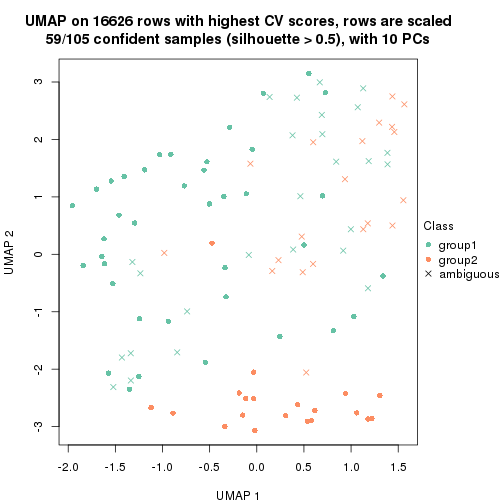 UMAP on 16626 rows with highest CV scores, rows are scaled
59/105 confident samples (silhouette > 0.5), with 10 PCs
3
2
1
0
-1
-2
-3
UMAP 2
-2.0 -1.5 -1.0 -0.5 0.0 0.5 1.0 1.5
UMAP 1
Class
group1
group2
ambiguous